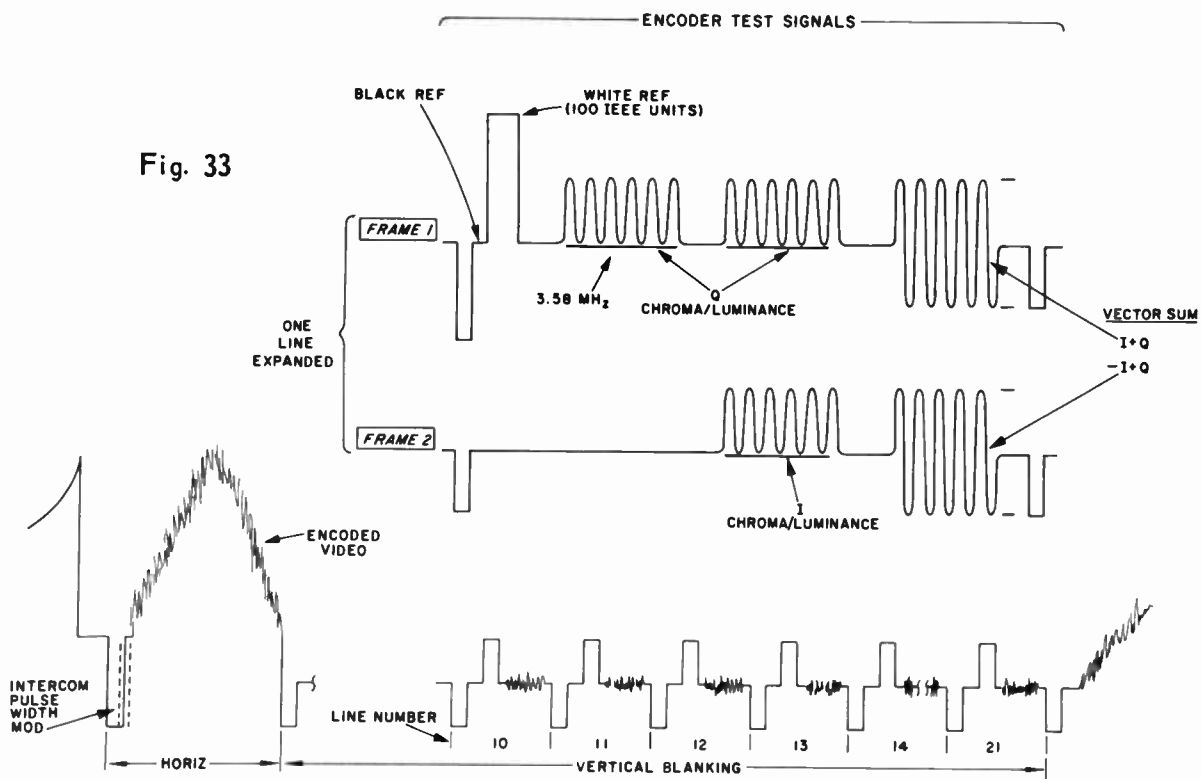 ENCODER TEST SIGNALS
BLACK REF
WHITE REF
(100 IEEE UNITS)
Fig. 33
FRAME 1
3.58 MHz
Q
CHROMA/LUMINANCE
ONE
LINE
EXPANDED
VECTOR SUM
I+Q
-I+Q
FRAME 2
I
CHROMA/LUMINANCE
ENCODED
VIDEO
INTERCOM
PULSE
WIDTH
MOD
LINE NUMBER
10 11 12 13 14 21
HORIZ
VERTICAL BLANKING